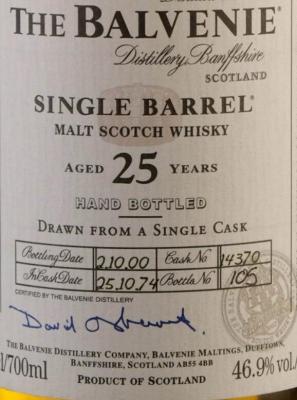 THE BALVENIE
Distillery, Banffshire
SCOTLAND
SINGLE BARREL®
MALT SCOTCH WHISKY
AGED 25 YEARS
HAND BOTTLED
DRAWN FROM A SINGLE CASK
Bottling Date 2.10.00 Cask No 14370
In Cask Date 25.10.74 Bottle No 105
CERTIFIED BY THE BALVENIE DISTILLERY
David
THE BALVENIE DISTILLERY COMPANY, BALVENIE MALTINGS, DUFFTOWN,
BANFFSHIRE, SCOTLAND AB55 4BB
l/700ml PRODUCT OF SCOTLAND 46.9% vol.